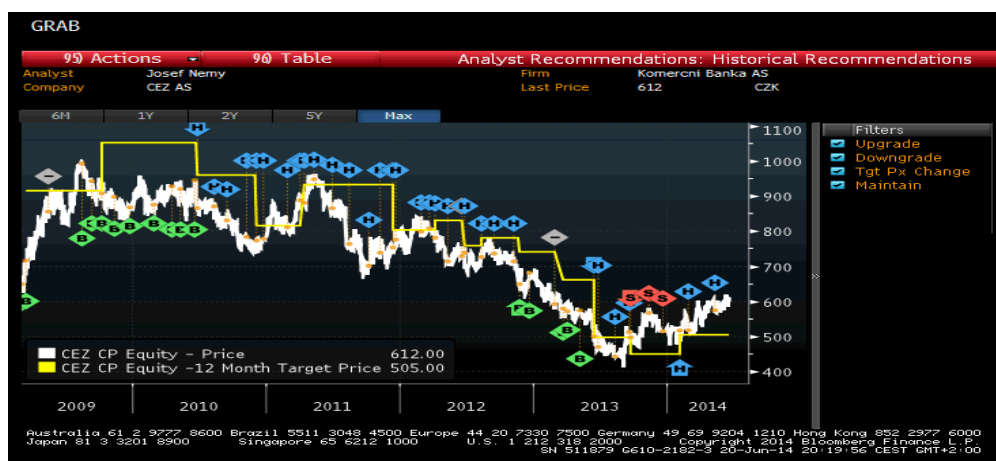 GRAB
95) Actions 96) Table Analyst Recommendations: Historical Recommendations
Analyst Josef Nemy Firm Komercni Banka AS
Company CEZ AS Last Price 612 CZK
6M 1Y 2Y 5Y Max
Filters
Upgrade
Downgrade
Tgt Px Change
Maintain
1100
1000
900
800
700
600
500
400
CEZ CP Equity - Price 612.00
CEZ CP Equity -12 Month Target Price 505.00
2009 2010 2011 2012 2013 2014
Australia 61 2 9777 8600 Brazil 5511 3048 4500 Europe 44 20 7330 7500 Germany 49 69 9204 1210 Hong Kong 852 2977 6000
Japan 81 3 3201 8900 Singapore 65 6212 1000 U.S. 1 212 318 2000 Copyright 2014 Bloomberg Finance L.P.
SN 511879 G610-2182-3 20-Jun-14 20:19:56 CEST GMT+2:00